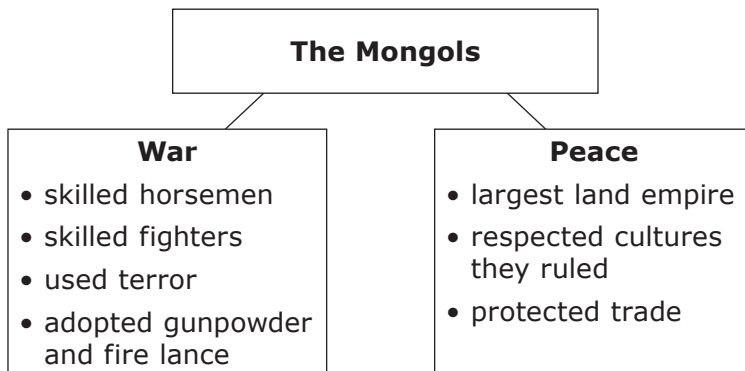 The Mongols
War
• skilled horsemen
• skilled fighters
• used terror
• adopted gunpowder
and fire lance
Peace
• largest land empire
• respected cultures
they ruled
• protected trade